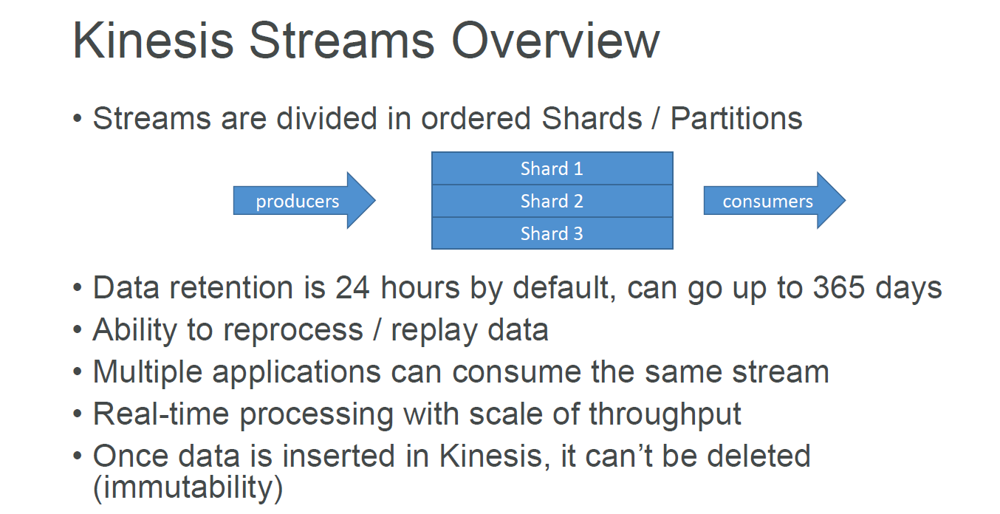 Kinesis Streams Overview
• Streams are divided in ordered Shards / Partitions
Shard 1
producers
Shard 2
consumers
Shard 3
• Data retention is 24 hours by default, can go up to 365 days
• Ability to reprocess / replay data
• Multiple applications can consume the same stream
• Real-time processing with scale of throughput
• Once data is inserted in Kinesis, it can’t be deleted
(immutability)